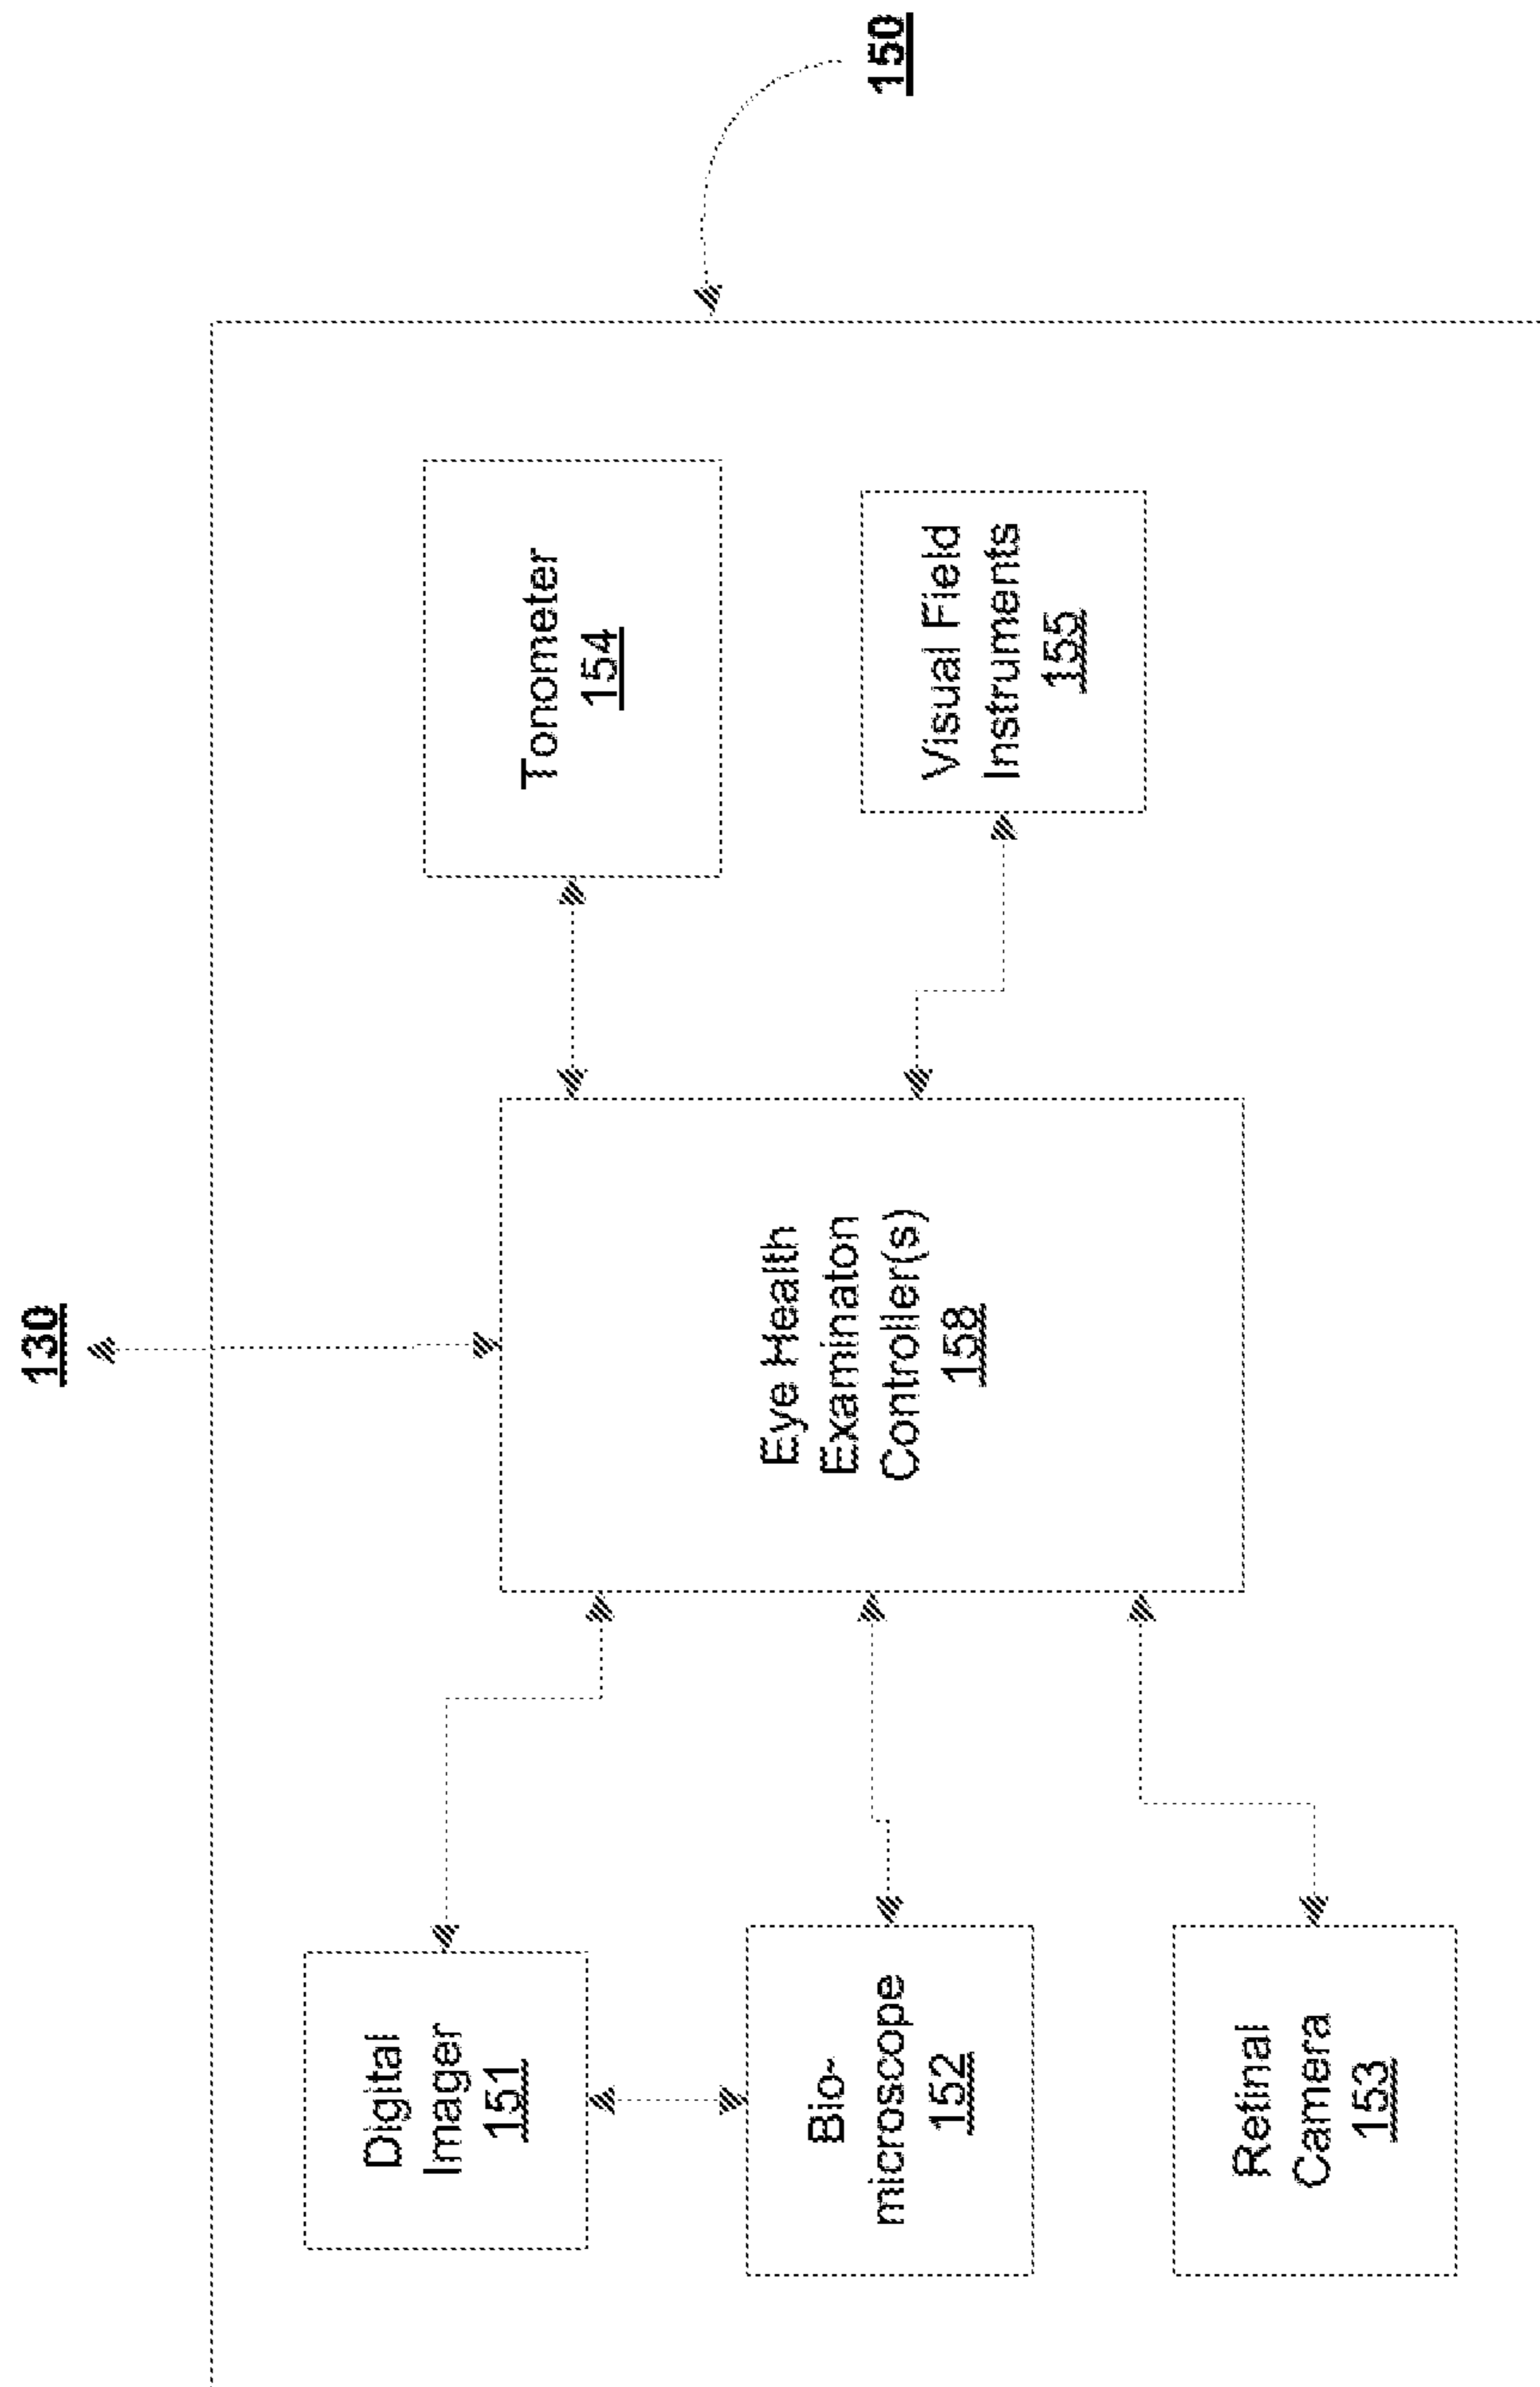 130
150
Digital
Imager
151
Bio-
microscope
152
Retinal
Camera
153
Eye Health
Examinaton
Controller(s)
158
Tonometer
154
Visual Field
Instruments
155